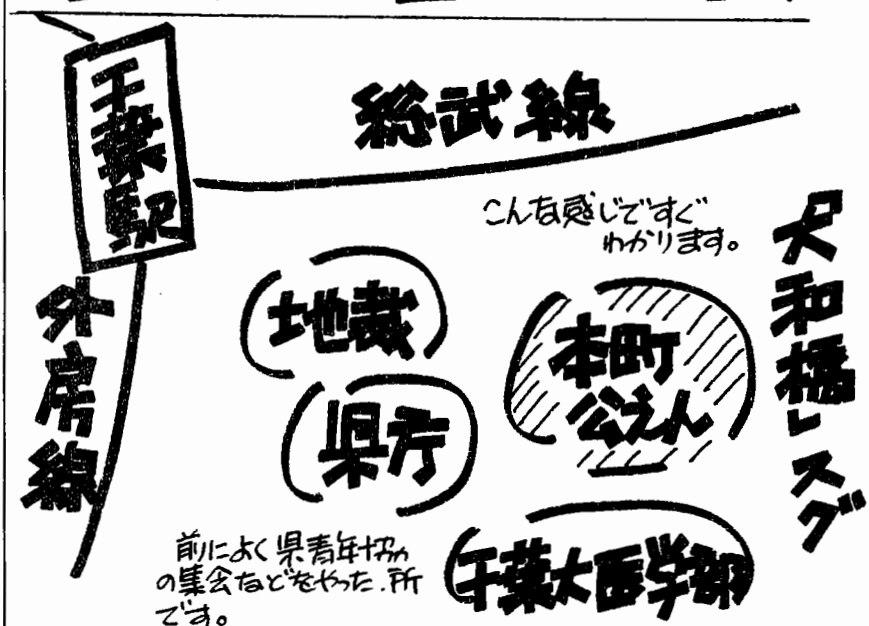 千葉駅
総武線
こんな感じですぐ
わかります。
外房線
地裁
県庁
本町
公えん
大和橋」スグ
前によく県青年協
の集会などをやった所
です。
千葉大医学部